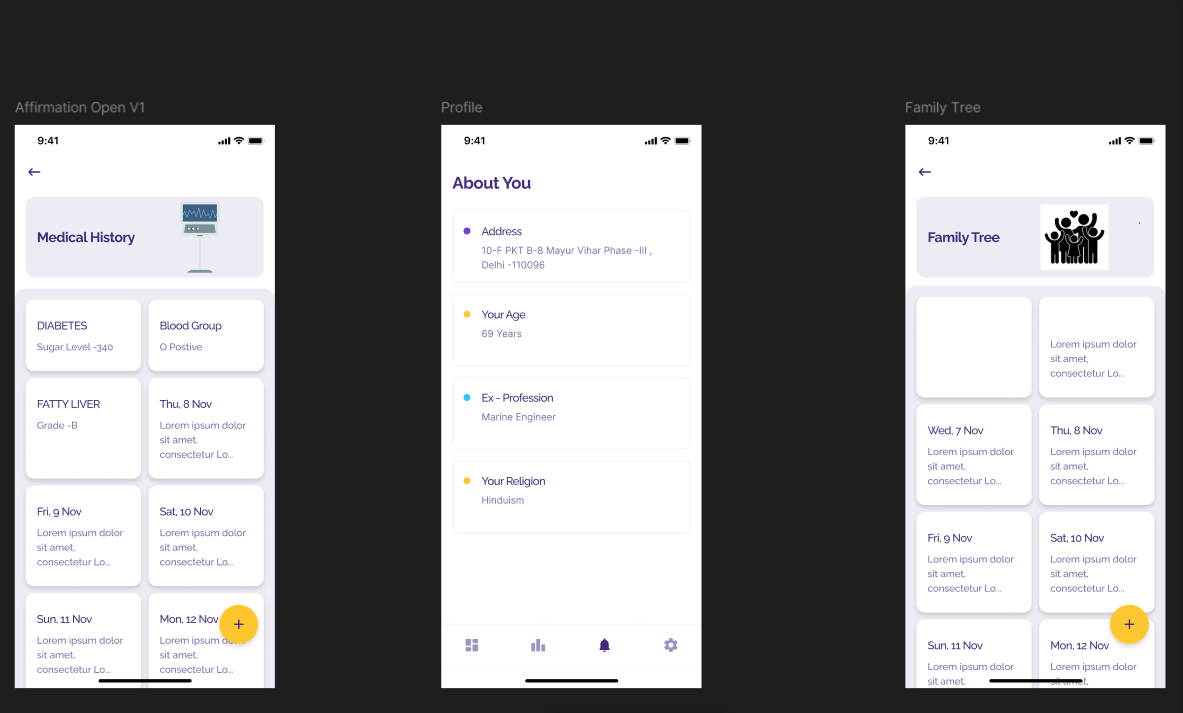 Affirmation Open V1
9:41
Medical History
DIABETES
Sugar Level -340
Blood Group
O Postive
FATTY LIVER
Grade -B
Thu, 8 Nov
Lorem ipsum dolor
sit amet,
consectetur Lo...
Fri, 9 Nov
Lorem ipsum dolor
sit amet,
consectetur Lo...
Sat, 10 Nov
Lorem ipsum dolor
sit amet,
consectetur Lo...
Sun, 11 Nov
Lorem ipsum dolor
sit amet,
consectetur Lo...
Mon, 12 Nov
Lorem ipsum do...
sit amet,
consectetur Lo...
Profile
9:41
About You
Address
10-F PKT B-8 Mayur Vihar Phase -III ,
Delhi -110096
Your Age
69 Years
Ex - Profession
Marine Engineer
Your Religion
Hinduism
Family Tree
9:41
Family Tree
Lorem ipsum dolor
sit amet,
consectetur Lo...
Wed, 7 Nov
Lorem ipsum dolor
sit amet,
consectetur Lo...
Thu, 8 Nov
Lorem ipsum dolor
sit amet,
consectetur Lo...
Fri, 9 Nov
Lorem ipsum dolor
sit amet,
consectetur Lo...
Sat, 10 Nov
Lorem ipsum dolor
sit amet,
consectetur Lo...
Sun, 11 Nov
Lorem ipsum dolor
sit amet,
Mon, 12 Nov
Lorem ipsum dolor
sit amet,